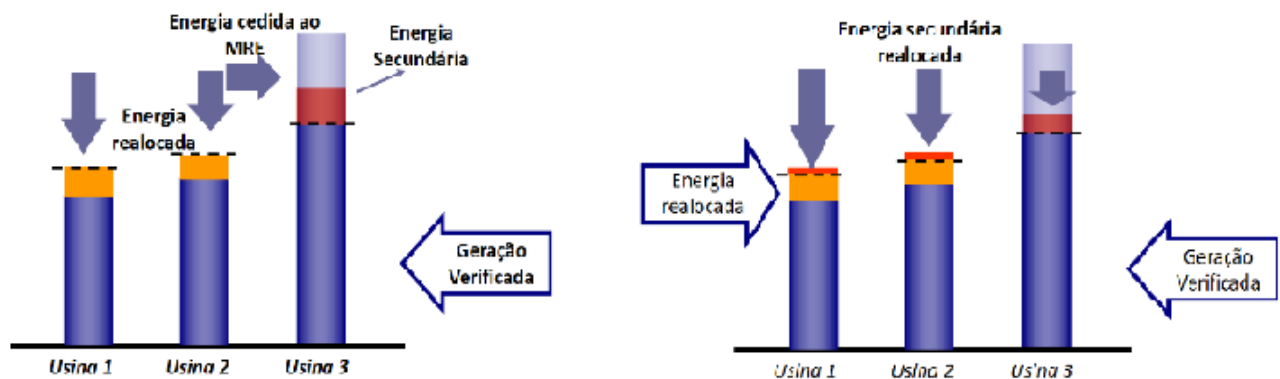 Energia cedida ao
MRE
Energia
Secundária
Energia
realocada
Geração
Verificada
Usina 1
Usina 2
Usina 3
Energia secundária
realocada
Energia
realocada
Geração
Verificada
Usina 1
Usina 2
Usina 3